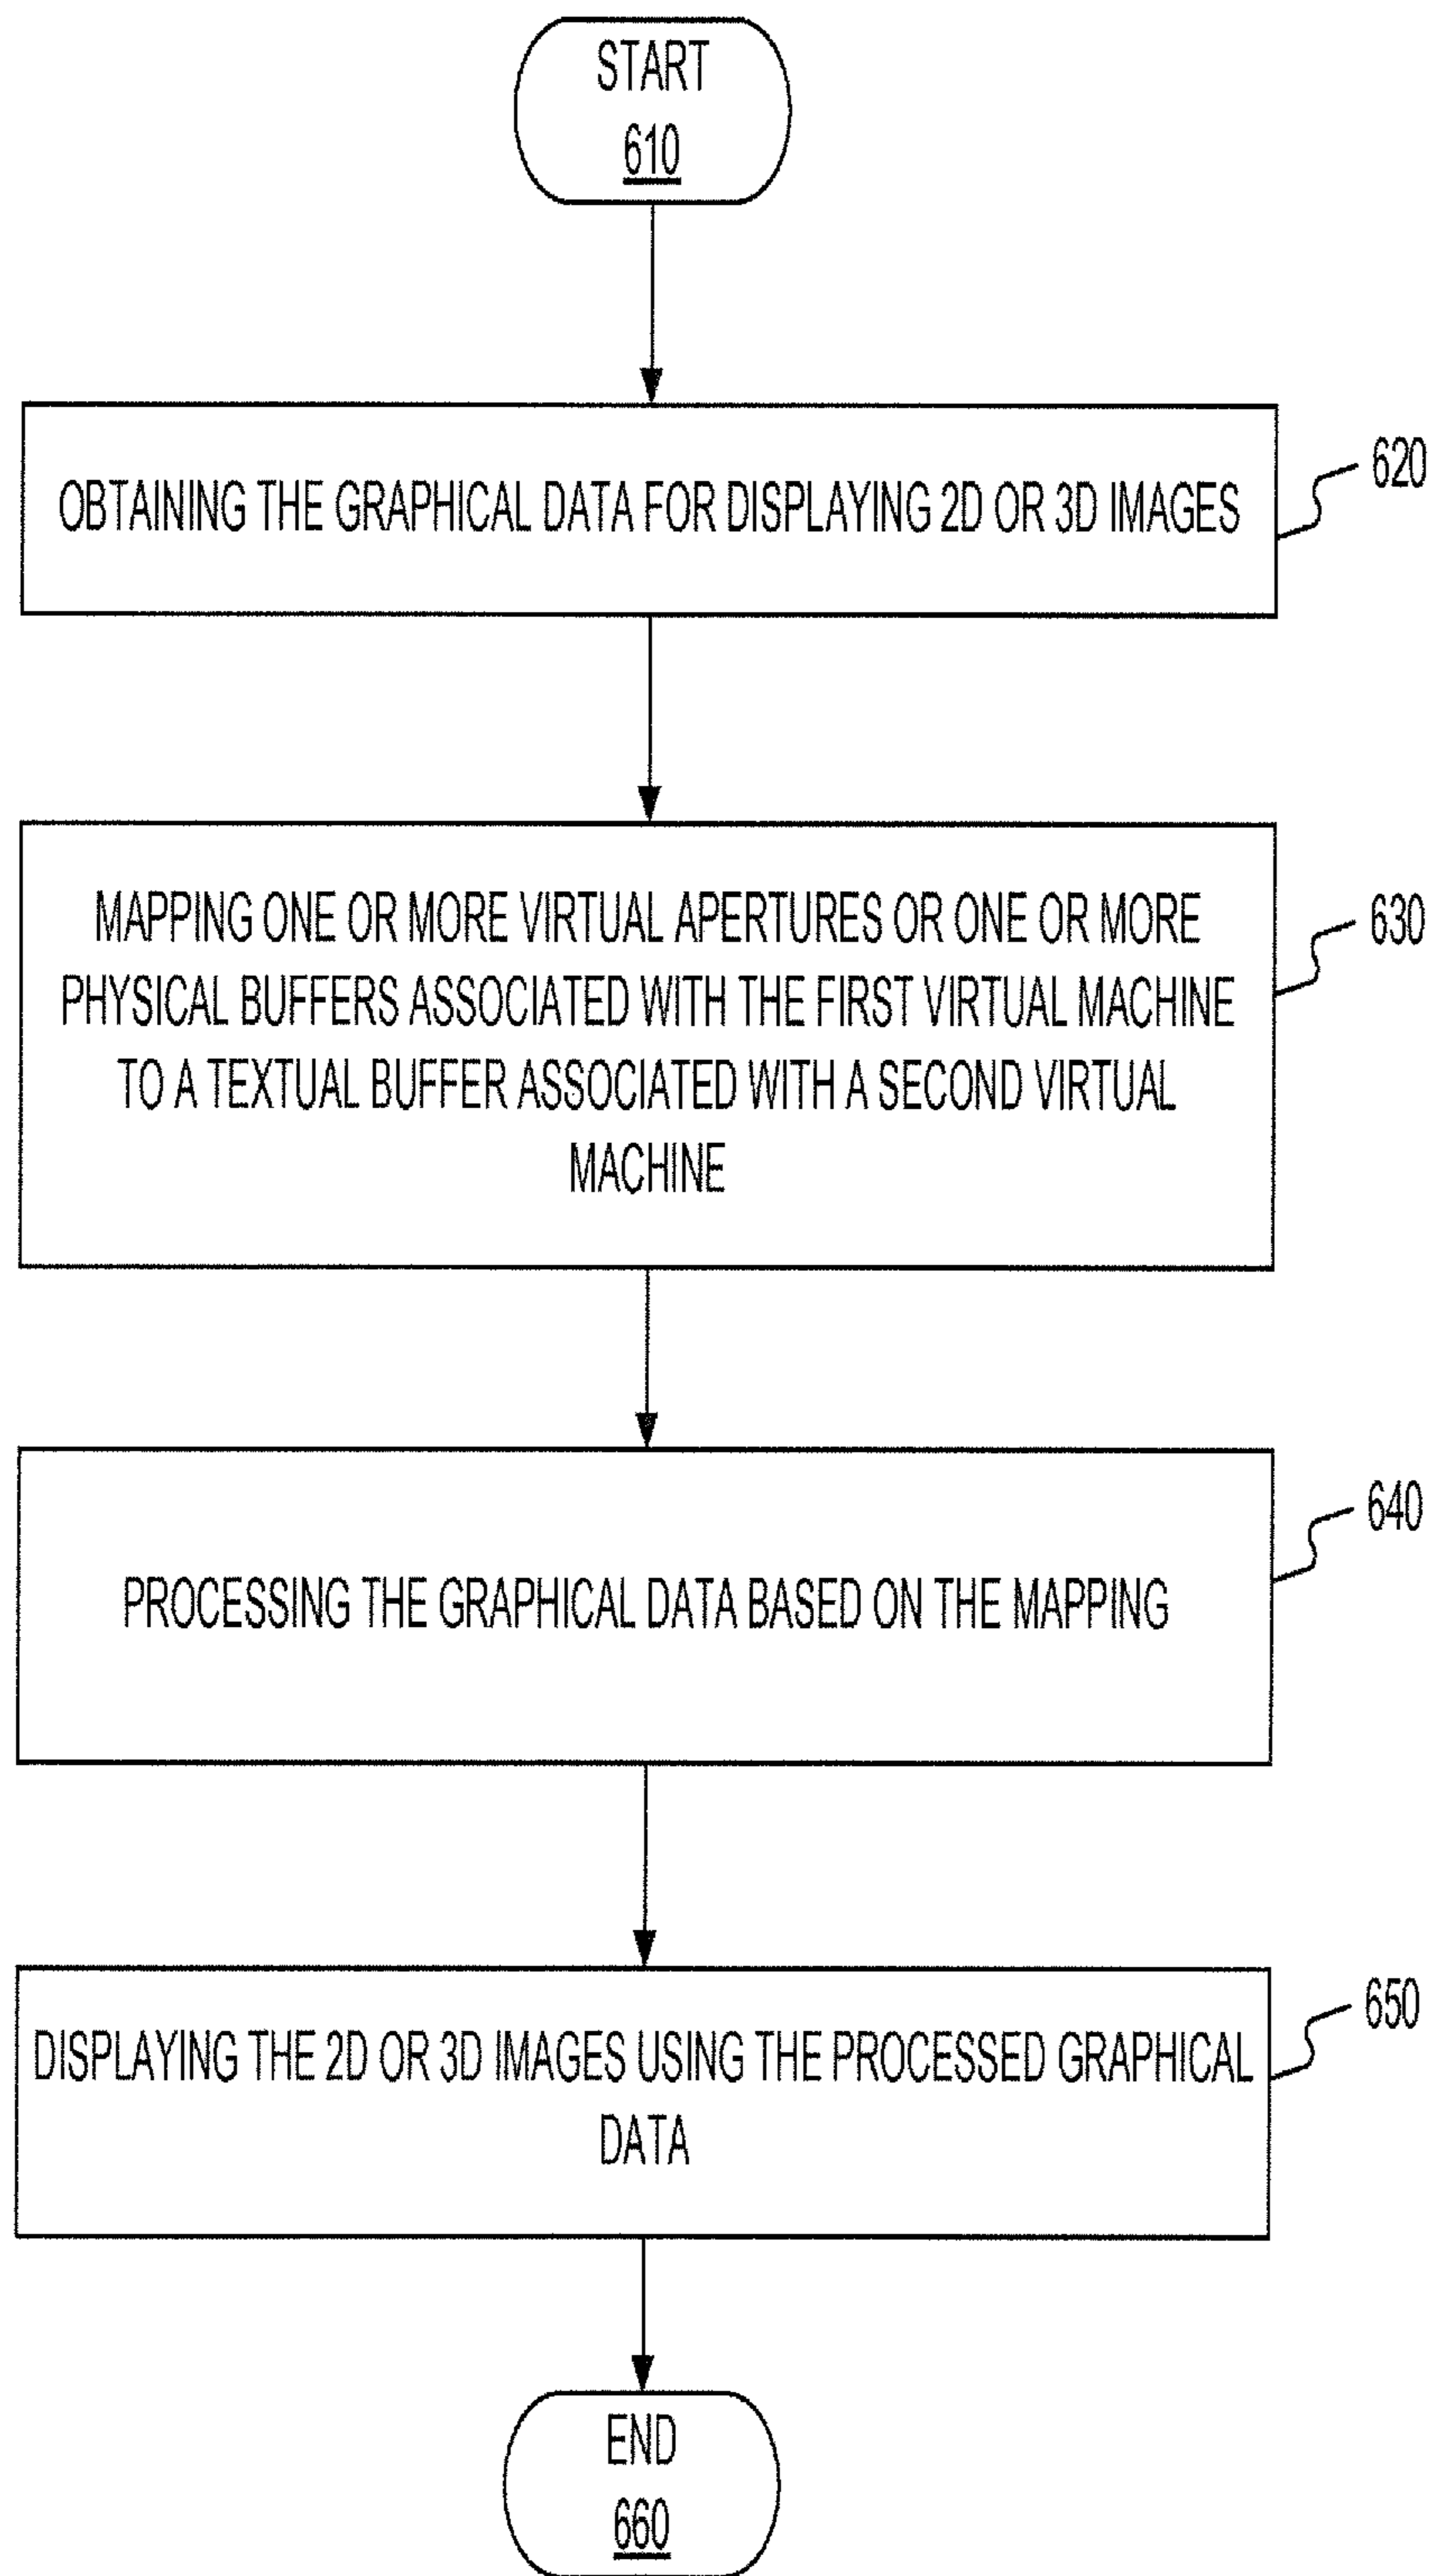 START
610
OBTAINING THE GRAPHICAL DATA FOR DISPLAYING 2D OR 3D IMAGES
620
MAPPING ONE OR MORE VIRTUAL APERTURES OR ONE OR MORE
PHYSICAL BUFFERS ASSOCIATED WITH THE FIRST VIRTUAL MACHINE
TO A TEXTUAL BUFFER ASSOCIATED WITH A SECOND VIRTUAL
MACHINE
630
PROCESSING THE GRAPHICAL DATA BASED ON THE MAPPING
640
DISPLAYING THE 2D OR 3D IMAGES USING THE PROCESSED GRAPHICAL
DATA
650
END
660